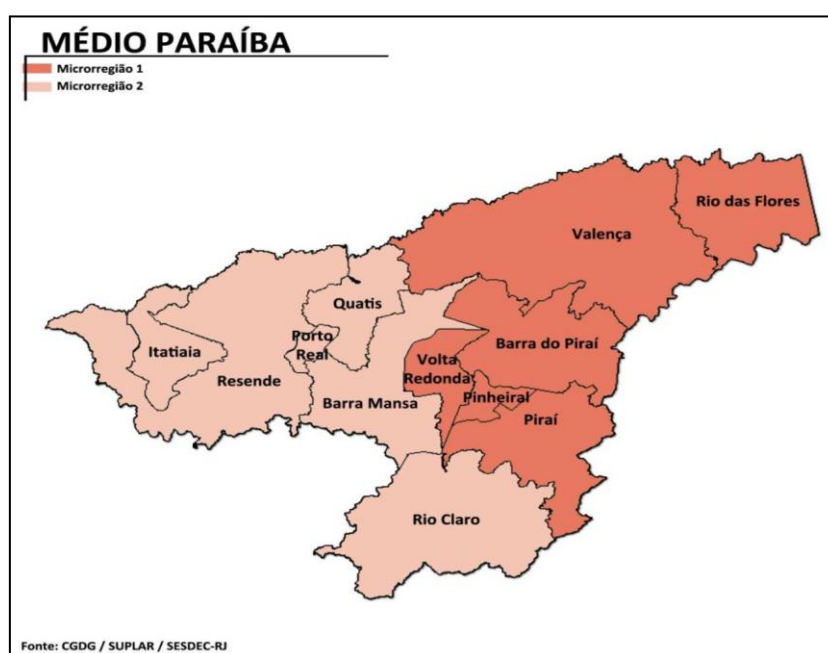 MÉDIO PARAÍBA
Microrregião 1
Microrregião 2
Rio das Flores
Valença
Quatis
Porto
Real
Itatiaia
Resende
Volta
Redonda
Barra do Piraí
Barra Mansa
Pinheiral
Piraí
Rio Claro
Fonte: CGDG / SUPLAR / SESDEC-RJ